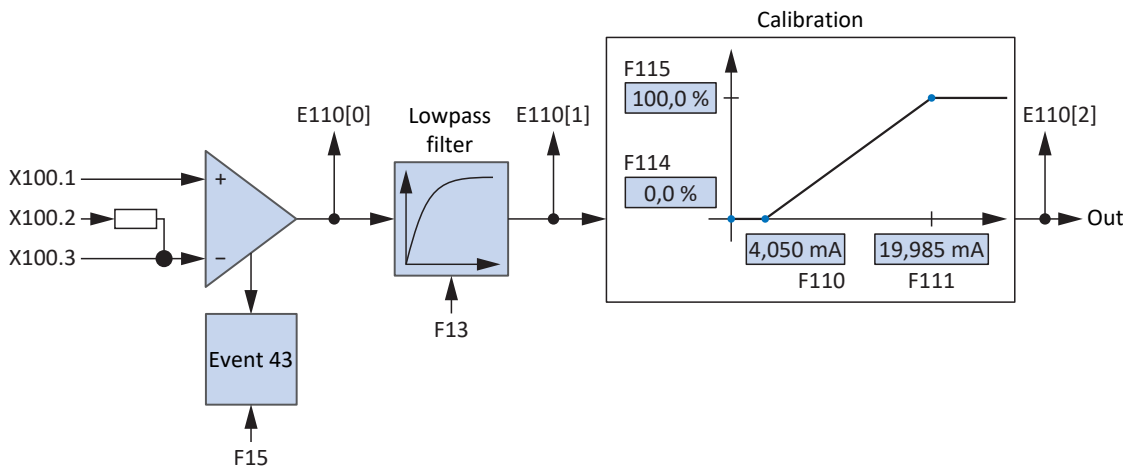 Calibration
F115
100,0 %
E110[0]
Lowpass
filter
E110[1]
E110[2]
X100.1
+
F114
0,0 %
X100.2
Out
X100.3
−
4,050 mA
19,985 mA
F110
F111
F13
Event 43
F15